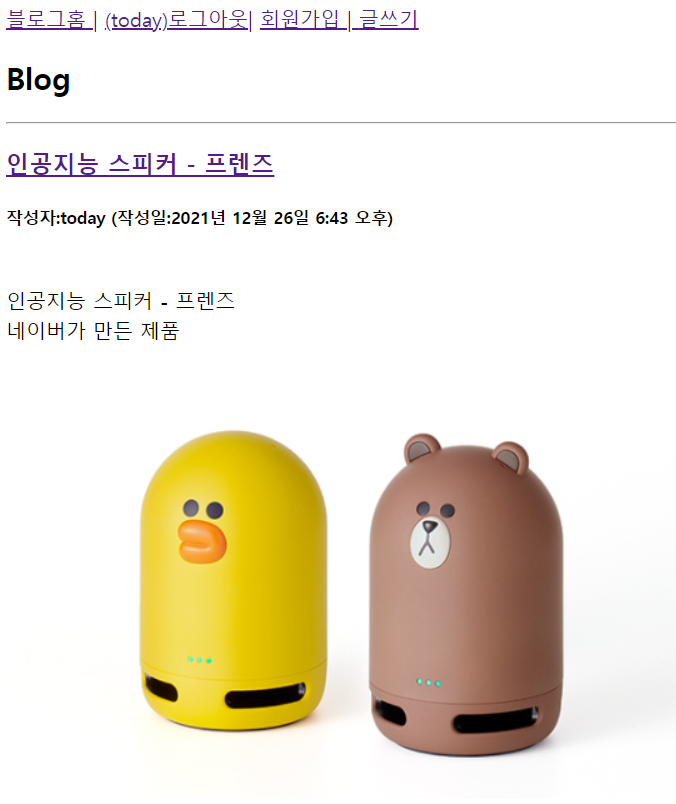 블로그홈 | (today)로그아웃| 회원가입 | 글쓰기
Blog
인공지능 스피커 - 프렌즈
작성자:today (작성일:2021년 12월 26일 6:43 오후)
인공지능 스피커 - 프렌즈
네이버가 만든 제품